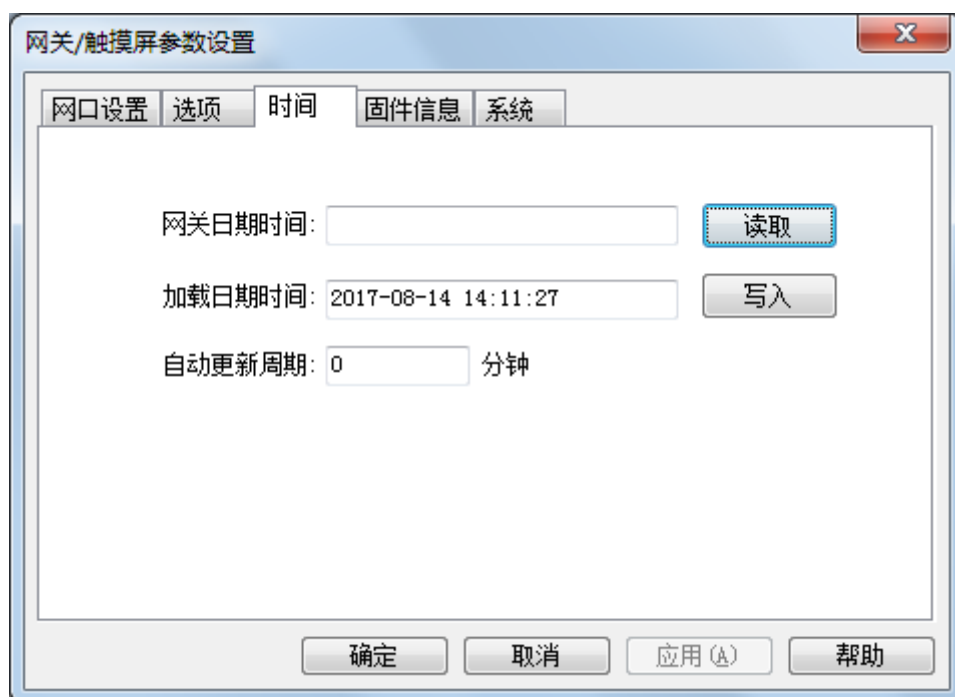 网关/触摸屏参数设置
网口设置 选项 时间 固件信息 系统
网关日期时间: 读取
加载日期时间: 2017-08-14 14:11:27 写入
自动更新周期: 0 分钟
确定 取消 应用(A) 帮助